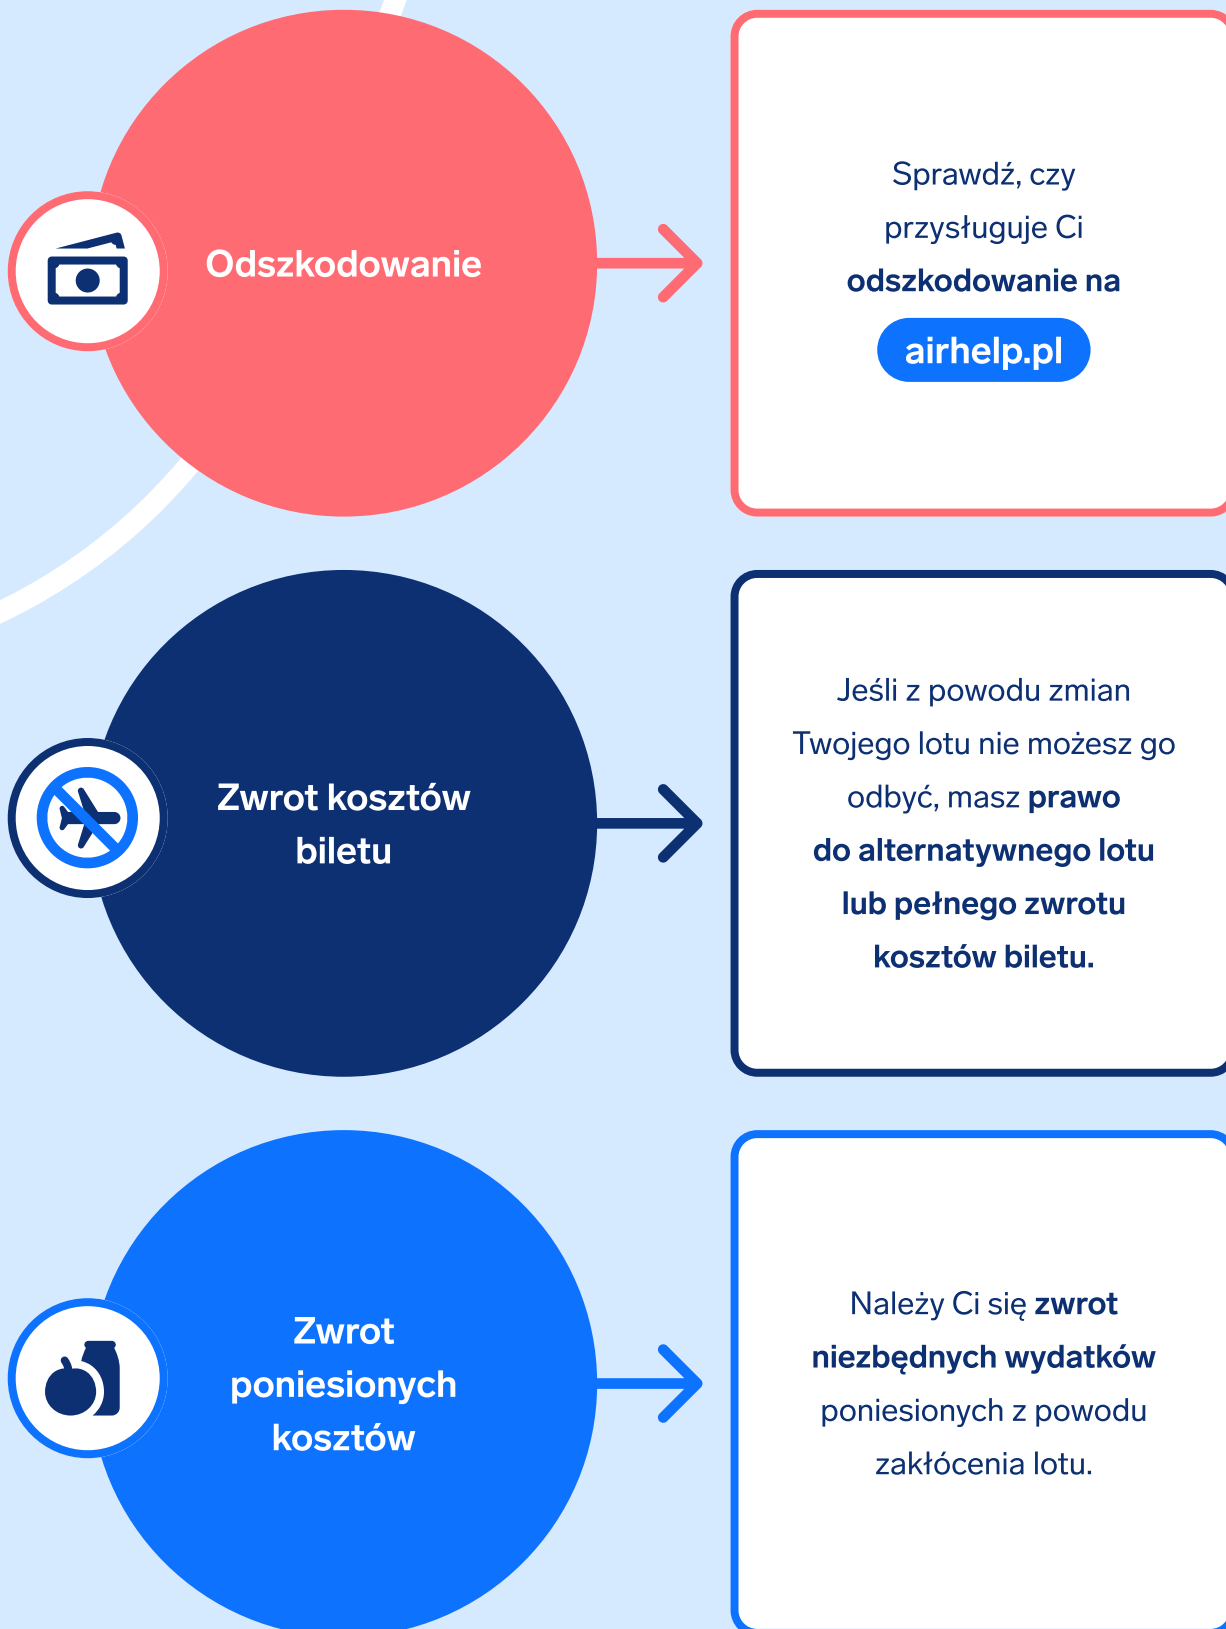 Odszkodowanie
Sprawdź, czy
przysługuje Ci
odszkodowanie na
airhelp.pl
Zwrot kosztów
biletu
Jeśli z powodu zmian
Twojego lotu nie możesz go
odbyć, masz prawo
do alternatywnego lotu
lub pełnego zwrotu
kosztów biletu.
Zwrot
poniesionych
kosztów
Należy Ci się zwrot
niezbędnych wydatków
poniesionych z powodu
zakłócenia lotu.